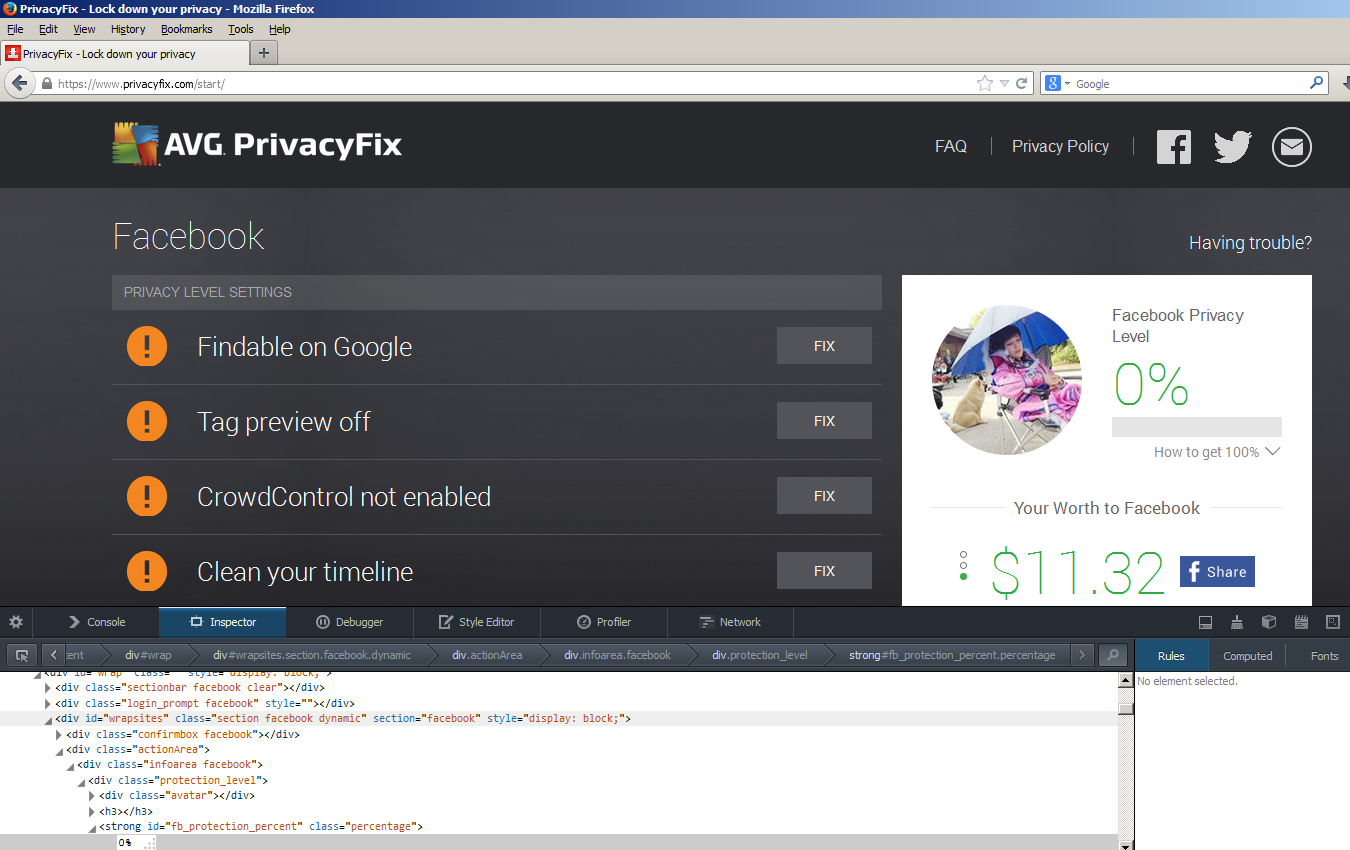 PrivacyFix - Lock down your privacy - Mozilla Firefox
File Edit View History Bookmarks Tools Help
PrivacyFix - Lock down your privacy
https://www.privacyfix.com/start/
8 Google
AVG. PrivacyFix
FAQ Privacy Policy
Facebook
Having trouble?
PRIVACY LEVEL SETTINGS
! Findable on Google FIX
! Tag preview off FIX
! CrowdControl not enabled FIX
! Clean your timeline FIX
Facebook Privacy
Level
0%
How to get 100%
Your Worth to Facebook
$11.32 f Share
Console Inspector Debugger Style Editor Profiler Network
tent div#wrap div#wrapsites.section.facebook.dynamic div.actionArea div.infoarea.facebook div.protection_level strong#fb_protection_percent.percentage
Rules Computed Fonts
No element selected.
<div id="wrap" class="" style="display: block;">
<div class="sectionbar facebook clear"></div>
<div class="login_prompt facebook" style=""></div>
<div id="wrapsites" class="section facebook dynamic" section="facebook" style="display: block;">
<div class="confirmbox facebook"></div>
<div class="actionArea">
<div class="infoarea facebook">
<div class="protection_level">
<div class="avatar"></div>
<h3></h3>
<strong id="fb_protection_percent" class="percentage">
0%